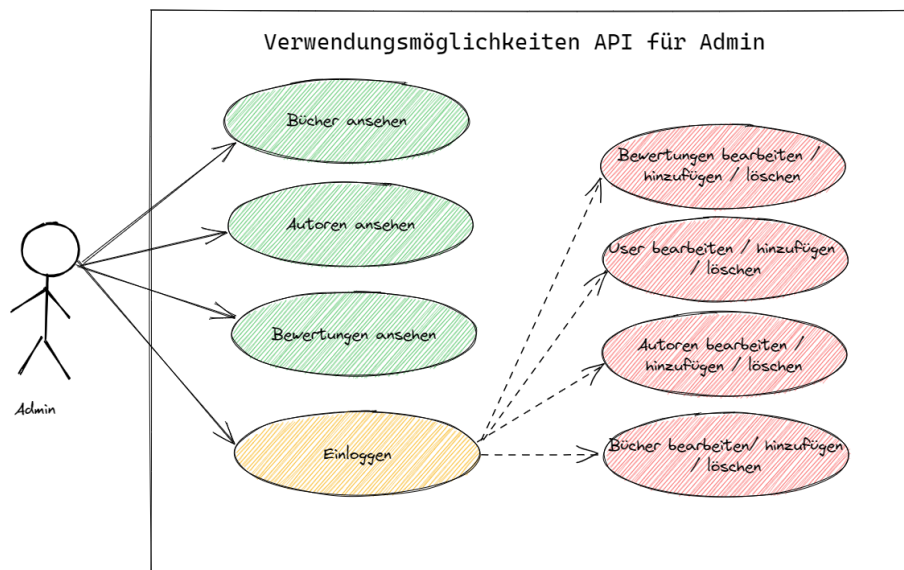 Verwendungsmöglichkeiten API für Admin
Bücher ansehen
Autoren ansehen
Bewertungen ansehen
Einloggen
Bewertungen bearbeiten /
hinzufügen / löschen
User bearbeiten / hinzufügen
/ löschen
Autoren bearbeiten /
hinzufügen / löschen
Bücher bearbeiten/ hinzufügen
/ löschen
Admin